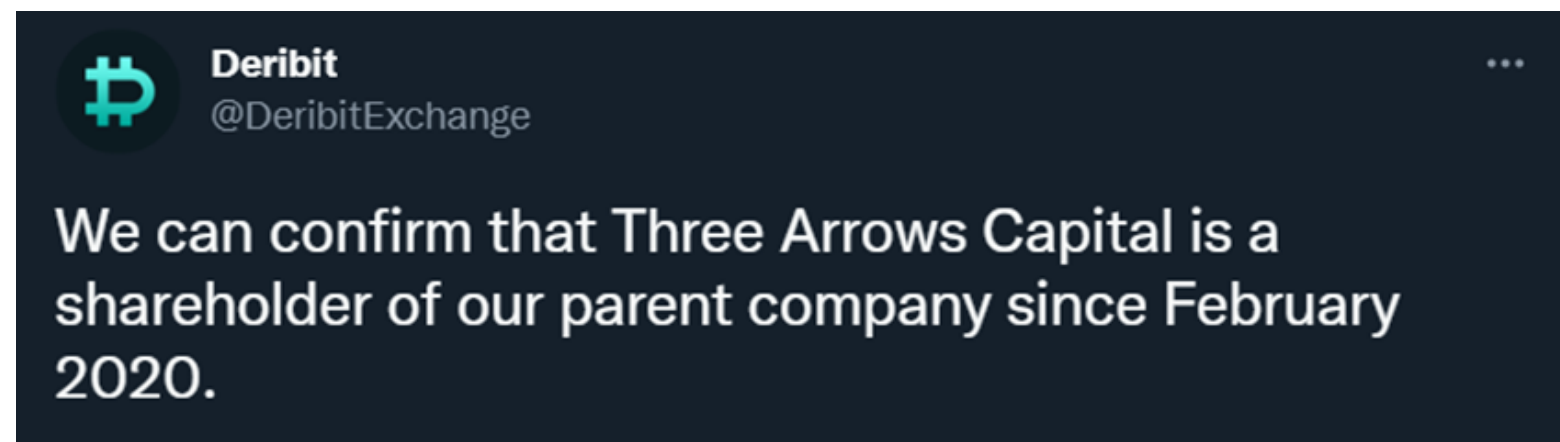 Deribit
@DeribitExchange
We can confirm that Three Arrows Capital is a
shareholder of our parent company since February
2020.